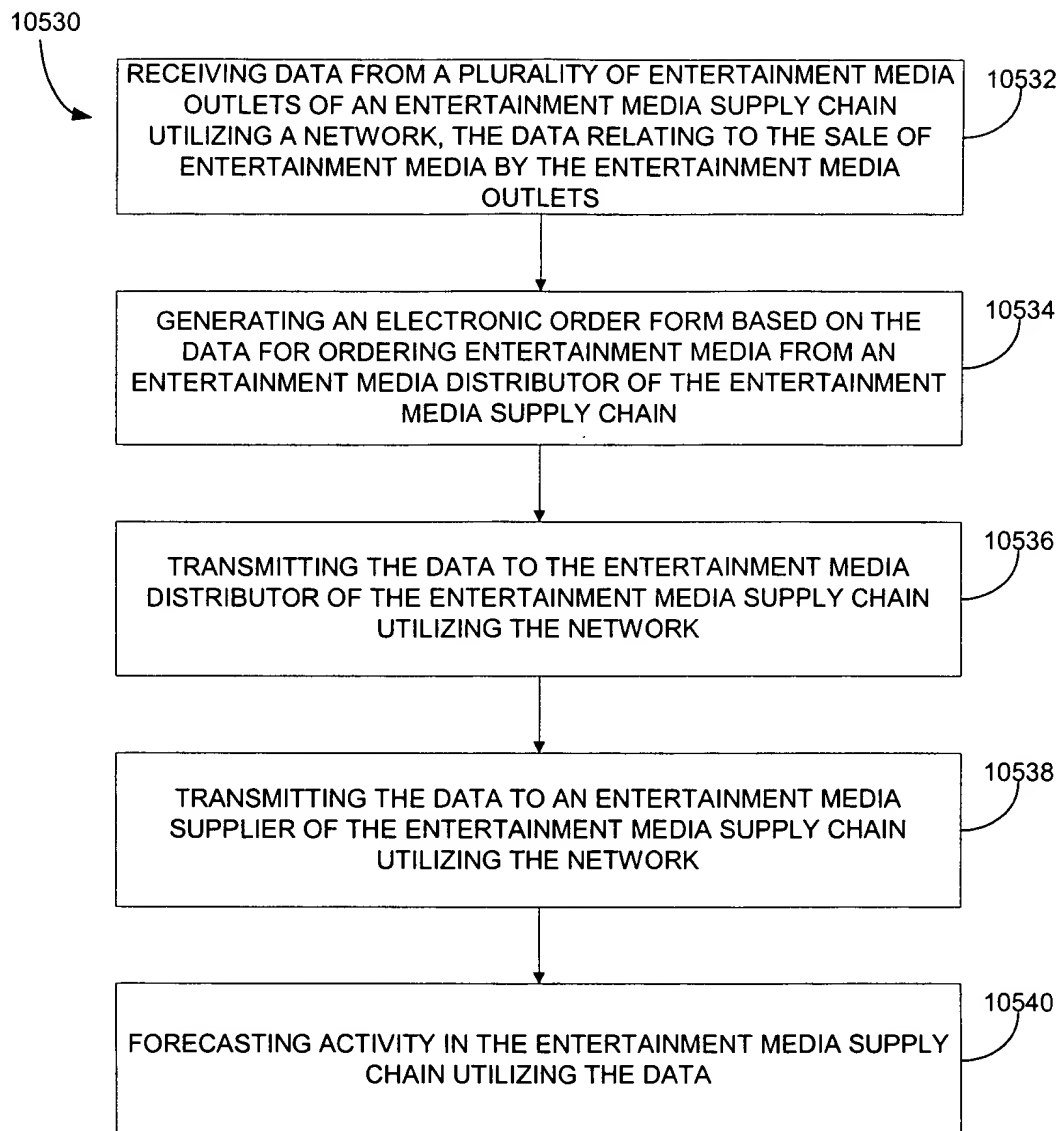 10530
RECEIVING DATA FROM A PLURALITY OF ENTERTAINMENT MEDIA
OUTLETS OF AN ENTERTAINMENT MEDIA SUPPLY CHAIN
UTILIZING A NETWORK, THE DATA RELATING TO THE SALE OF
ENTERTAINMENT MEDIA BY THE ENTERTAINMENT MEDIA
OUTLETS
10532
GENERATING AN ELECTRONIC ORDER FORM BASED ON THE
DATA FOR ORDERING ENTERTAINMENT MEDIA FROM AN
ENTERTAINMENT MEDIA DISTRIBUTOR OF THE ENTERTAINMENT
MEDIA SUPPLY CHAIN
10534
TRANSMITTING THE DATA TO THE ENTERTAINMENT MEDIA
DISTRIBUTOR OF THE ENTERTAINMENT MEDIA SUPPLY CHAIN
UTILIZING THE NETWORK
10536
TRANSMITTING THE DATA TO AN ENTERTAINMENT MEDIA
SUPPLIER OF THE ENTERTAINMENT MEDIA SUPPLY CHAIN
UTILIZING THE NETWORK
10538
FORECASTING ACTIVITY IN THE ENTERTAINMENT MEDIA SUPPLY
CHAIN UTILIZING THE DATA
10540